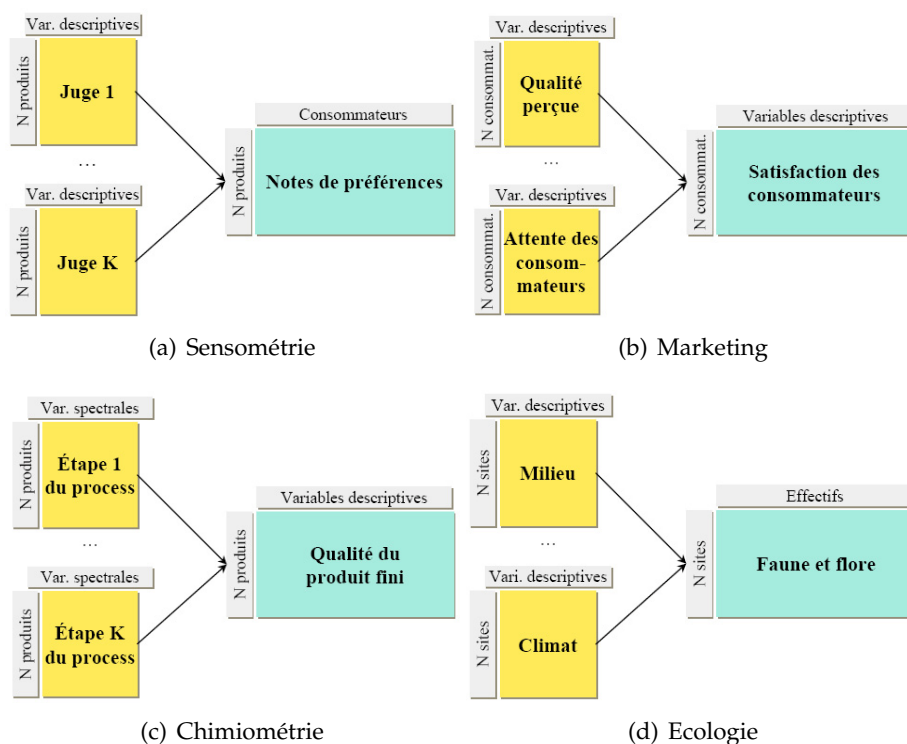 Var. descriptives
N produits
Juge 1
...
Var. descriptives
N produits
Juge K
Consommateurs
N produits
Notes de préférences
(a) Sensométrie
Var. descriptives
N consommat.
Qualité
perçue
...
Var. descriptives
N consommat.
Attente des
consom-
mateurs
Variables descriptives
N consommat.
Satisfaction des
consommateurs
(b) Marketing
Var. spectrales
N produits
Étape 1
du process
...
Var. spectrales
N produits
Étape K
du process
Variables descriptives
N produits
Qualité du
produit fini
(c) Chimiométrie
Var. descriptives
N sites
Milieu
...
Vari. descriptives
N sites
Climat
Effectifs
N sites
Faune et flore
(d) Ecologie